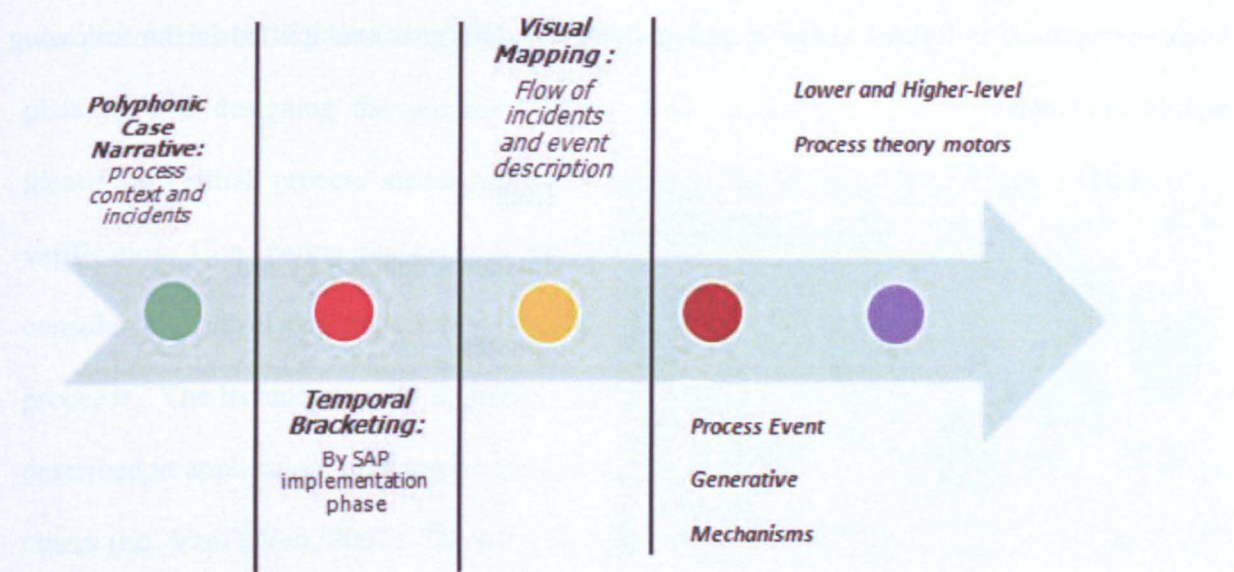 Polyphonic
Case
Narrative:
process
context and
incidents
Temporal
Bracketing:
By SAP
implementation
phase
Visual
Mapping :
Flow of
incidents
and event
description
Lower and Higher-level
Process theory motors
Process Event
Generative
Mechanisms